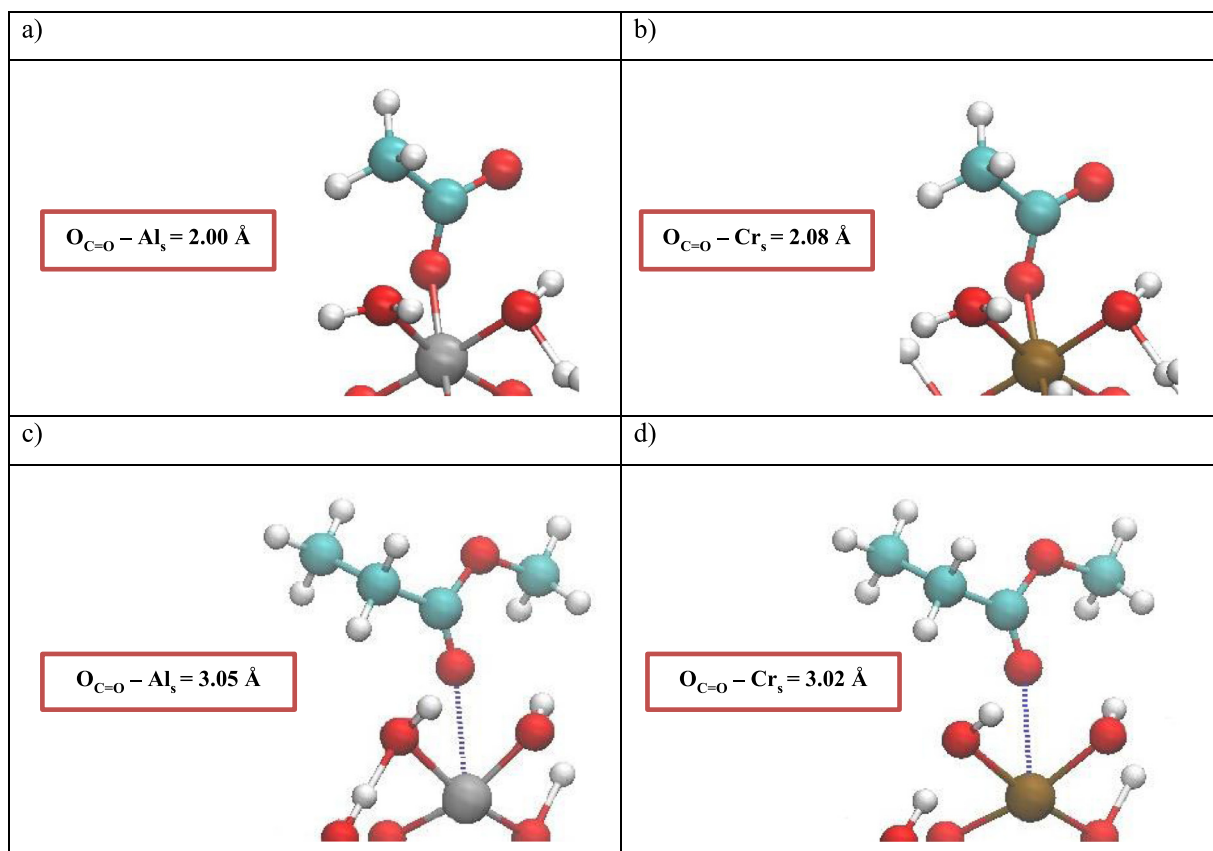 a)
b)
O_C=O – Al_s = 2.00 Å
O_C=O – Cr_s = 2.08 Å
c)
d)
O_C=O – Al_s = 3.05 Å
O_C=O – Cr_s = 3.02 Å